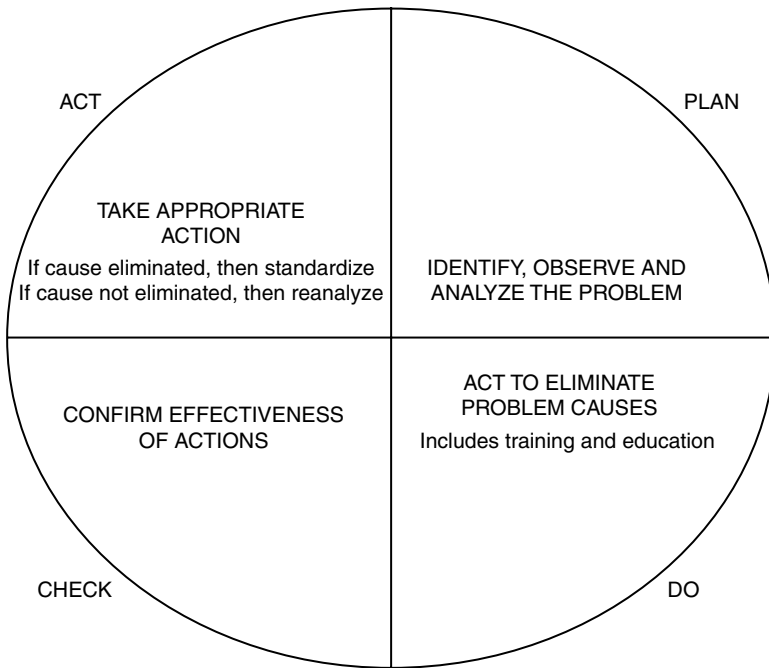 ACT
PLAN
TAKE APPROPRIATE
ACTION
If cause eliminated, then standardize
If cause not eliminated, then reanalyze
IDENTIFY, OBSERVE AND
ANALYZE THE PROBLEM
CONFIRM EFFECTIVENESS
OF ACTIONS
ACT TO ELIMINATE
PROBLEM CAUSES
Includes training and education
CHECK
DO